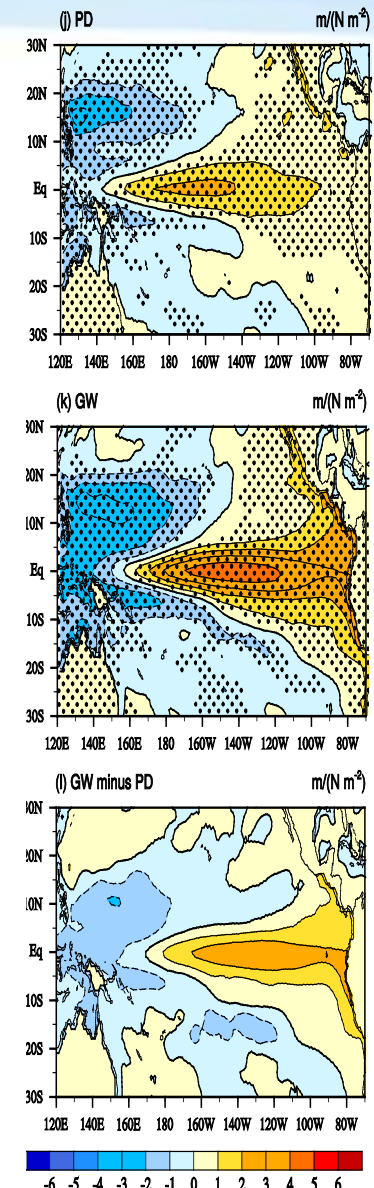 (j) PD m/(N m⁻²)
30N
20N
10N
Eq
10S
20S
30S
120E 140E 160E 180 160W 140W 120W 100W 80W
(k) GW m/(N m⁻²)
30N
20N
10N
Eq
10S
20S
30S
120E 140E 160E 180 160W 140W 120W 100W 80W
(l) GW minus PD m/(N m⁻²)
30N
20N
10N
Eq
10S
20S
30S
120E 140E 160E 180 160W 140W 120W 100W 80W
-6 -5 -4 -3 -2 -1 0 1 2 3 4 5 6